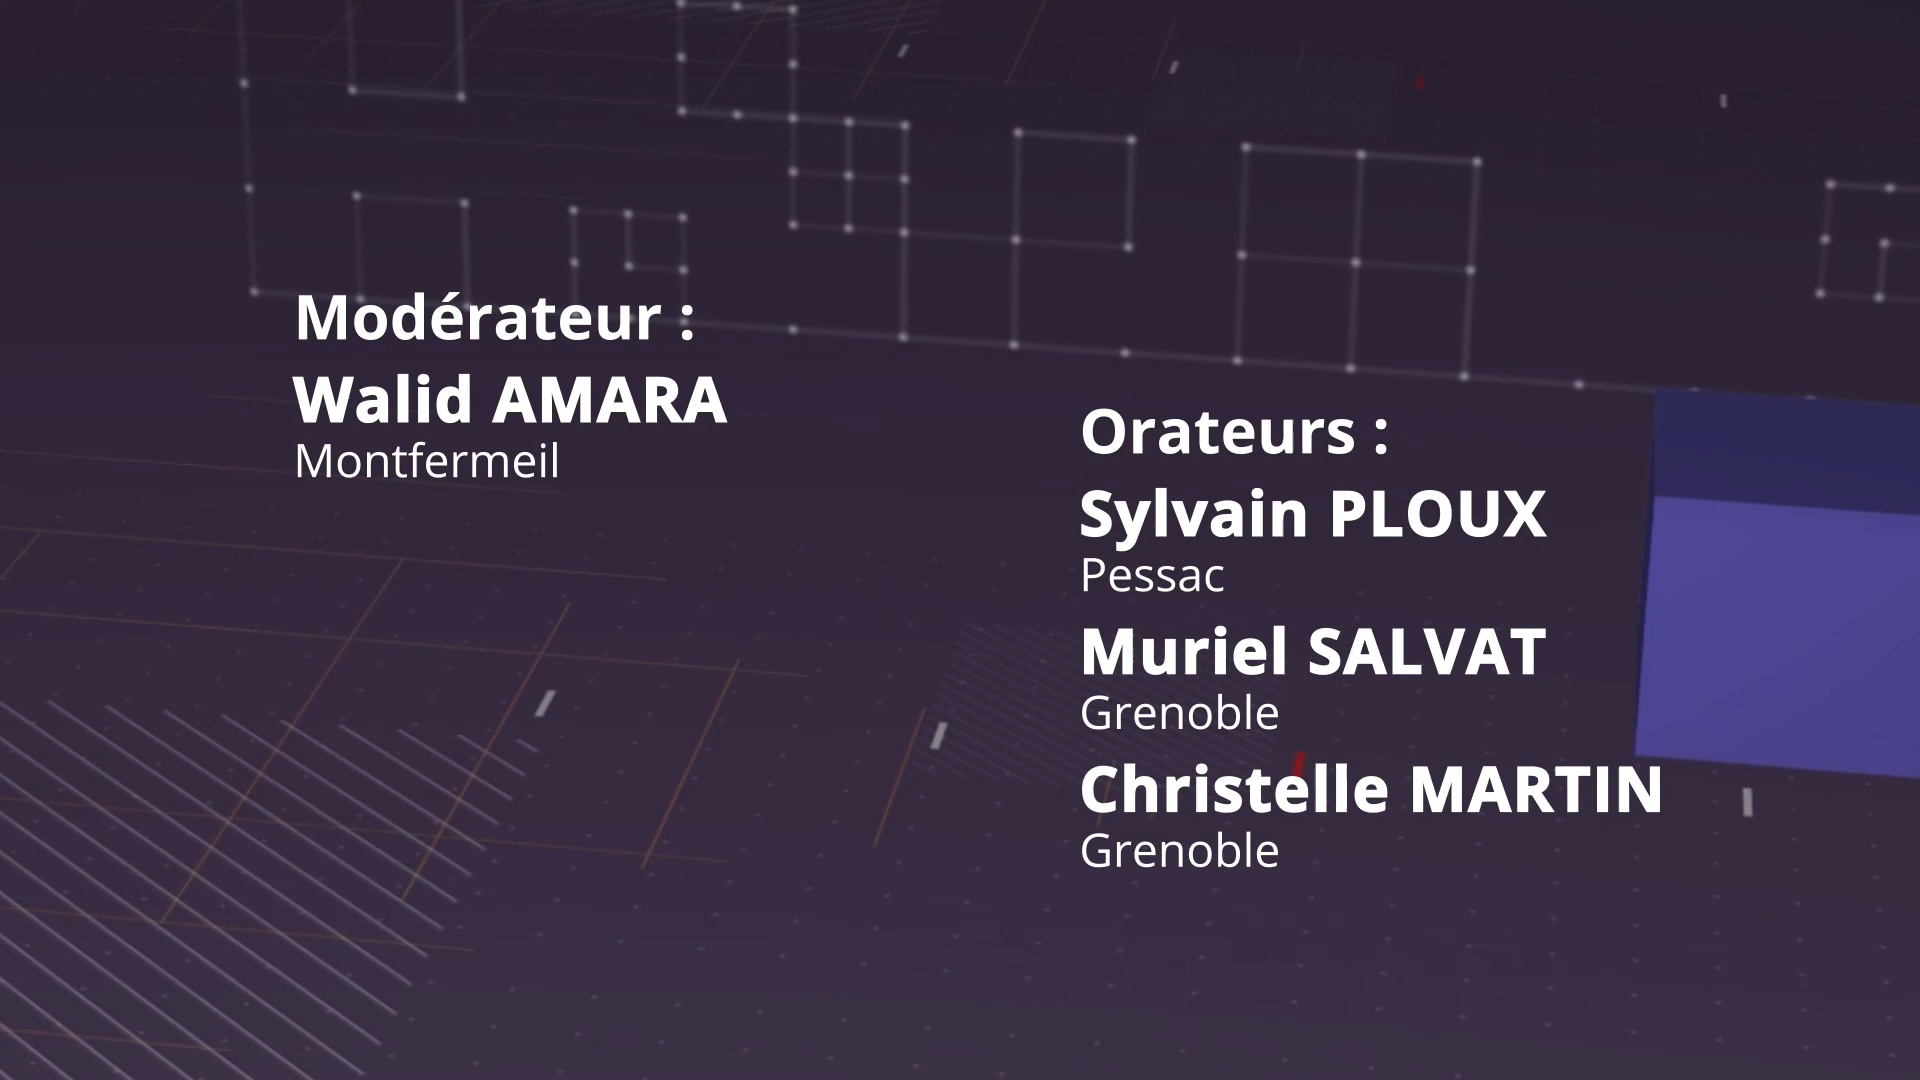 Modérateur :
Walid AMARA
Montfermeil
Orateurs :
Sylvain PLOUX
Pessac
Muriel SALVAT
Grenoble
Christelle MARTIN
Grenoble